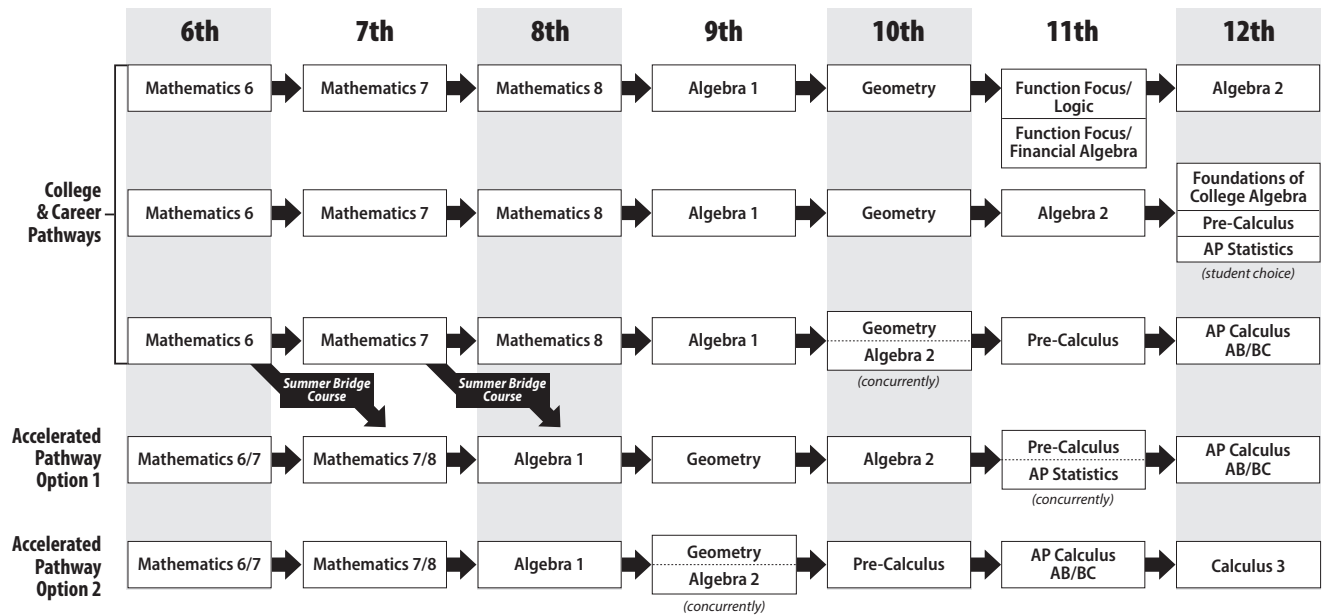 6th 7th 8th 9th 10th 11th 12th
College
& Career
Pathways
Mathematics 6
Mathematics 7
Mathematics 8
Algebra 1
Geometry
Function Focus/
Logic
Function Focus/
Financial Algebra
Algebra 2
Mathematics 6
Mathematics 7
Mathematics 8
Algebra 1
Geometry
Algebra 2
Foundations of
College Algebra
Pre-Calculus
AP Statistics
(student choice)
Mathematics 6
Mathematics 7
Mathematics 8
Algebra 1
Geometry
Algebra 2
(concurrently)
Pre-Calculus
AP Calculus
AB/BC
Summer Bridge
Course
Summer Bridge
Course
Accelerated
Pathway
Option 1
Mathematics 6/7
Mathematics 7/8
Algebra 1
Geometry
Algebra 2
Pre-Calculus
AP Statistics
(concurrently)
AP Calculus
AB/BC
Accelerated
Pathway
Option 2
Mathematics 6/7
Mathematics 7/8
Algebra 1
Geometry
Algebra 2
(concurrently)
Pre-Calculus
AP Calculus
AB/BC
Calculus 3